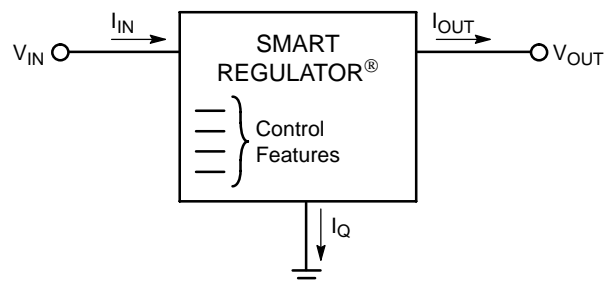 I_IN
I_OUT
V_IN
SMART
REGULATOR®
V_OUT
Control
Features
I_Q